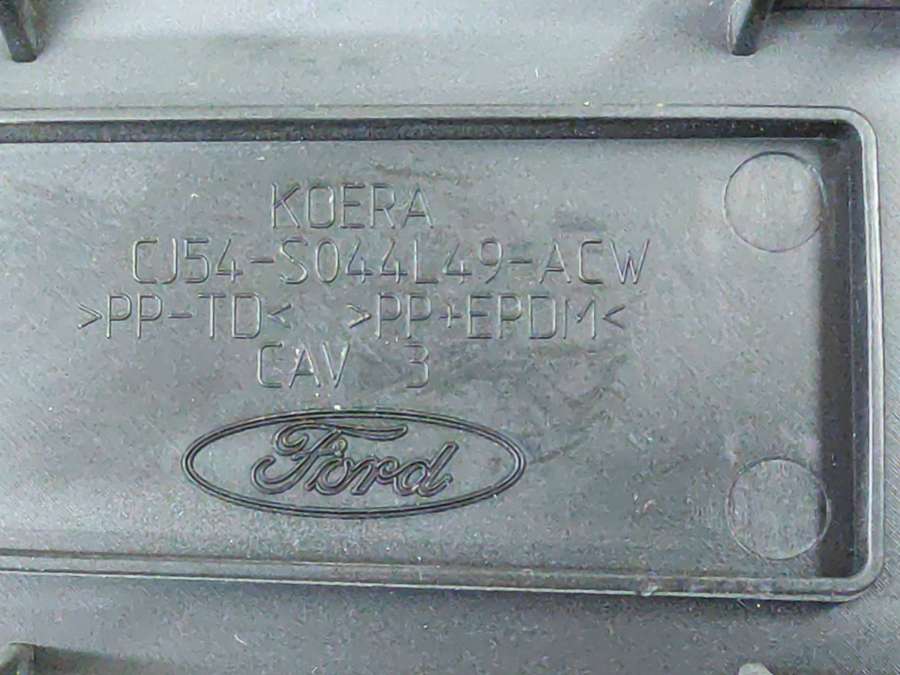 KOERA
CJ54-S044L49-ACW
>PP-TD< >PP+EPDM<
CAV 3
Ford